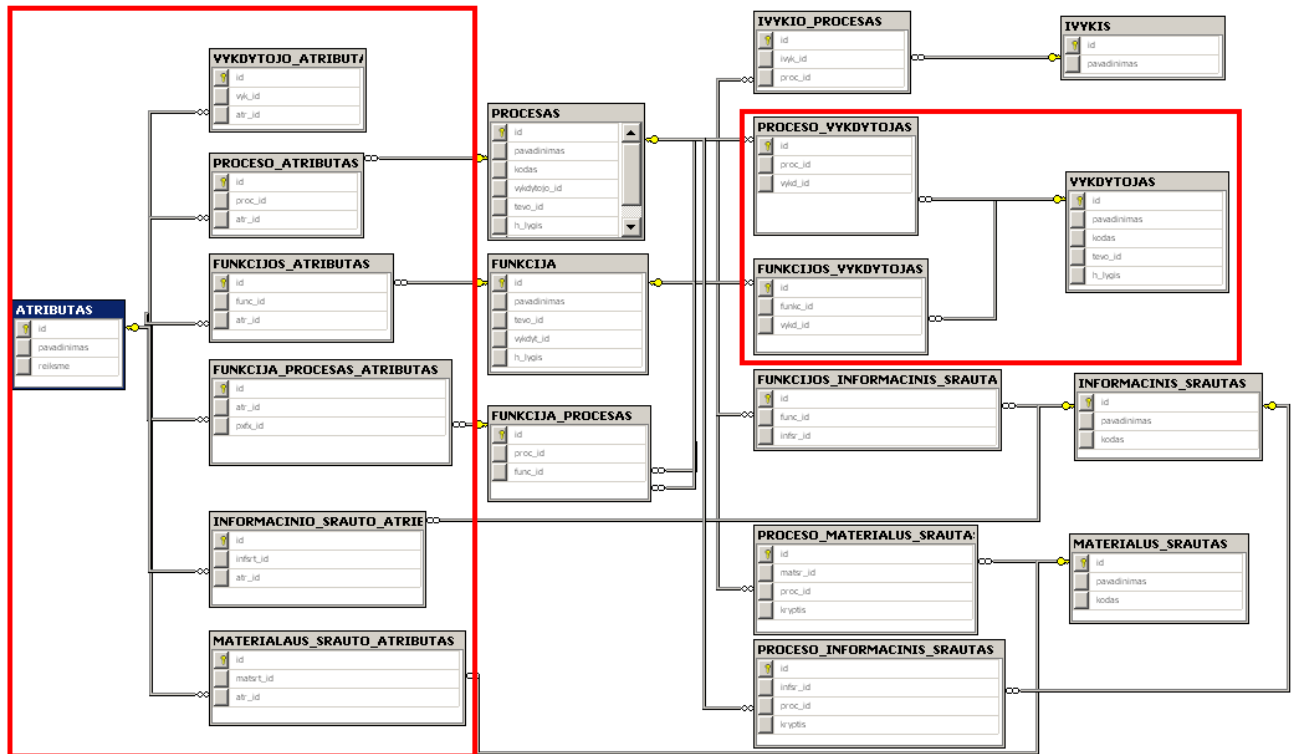 ATRIBUTAS
id
pavadinimas
reiksme
VYKDYTOJO_ATRIBUTA
id
vyk_id
atr_id
PROCESO_ATRIBUTAS
id
proc_id
atr_id
FUNKCIJOS_ATRIBUTAS
id
func_id
atr_id
FUNKCIJA_PROCESAS_ATRIBUTAS
id
atr_id
pxfx_id
INFORMACINIO_SRAUTO_ATRIE
id
infsrt_id
atr_id
MATERIALAUS_SRAUTO_ATRIBUTAS
id
matsrt_id
atr_id
PROCESAS
id
pavadinimas
kodas
vykdytojo_id
tevo_id
h_lygis
FUNKCIJA
id
pavadinimas
tevo_id
vykdyt_id
h_lygis
FUNKCIJA_PROCESAS
id
proc_id
func_id
IVYKIO_PROCESAS
id
ivyk_id
proc_id
PROCESO_VYKDYTOJAS
id
proc_id
vykd_id
FUNKCIJOS_VYKDYTOJAS
id
funkc_id
vykd_id
FUNKCIJOS_INFORMACINIS_SRAUTA
id
func_id
infsr_id
PROCESO_MATERIALUS_SRAUTA
id
matsr_id
proc_id
kryptis
PROCESO_INFORMACINIS_SRAUTAS
id
infsr_id
proc_id
kryptis
IVYKIS
id
pavadinimas
VYKDYTOJAS
id
pavadinimas
kodas
tevo_id
h_lygis
INFORMACINIS_SRAUTAS
id
pavadinimas
kodas
MATERIALUS_SRAUTAS
id
pavadinimas
kodas